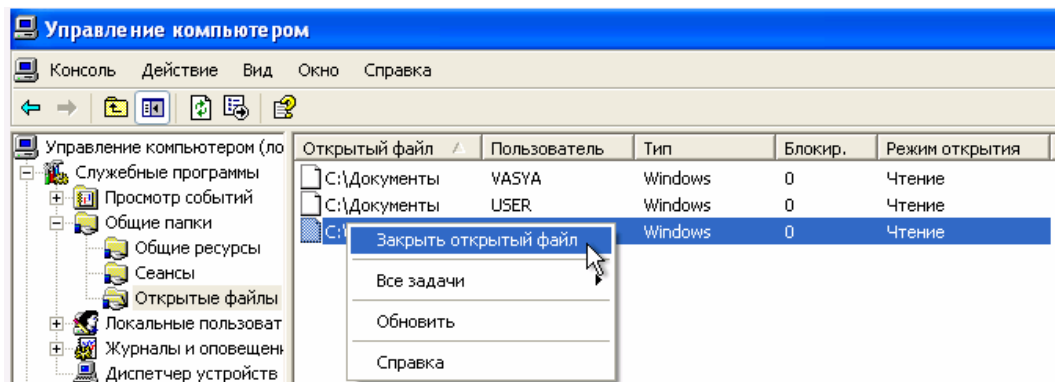 Управление компьютером
Консоль Действие Вид Окно Справка
Управление компьютером (ло
Служебные программы
Просмотр событий
Общие папки
Общие ресурсы
Сеансы
Открытые файлы
Локальные пользоват
Журналы и оповещен
Диспетчер устройств
Открытый файл Пользователь Тип Блокир. Режим открытия
C:\Документы VASYA Windows 0 Чтение
C:\Документы USER Windows 0 Чтение
C:\ Windows 0 Чтение
Закрыть открытый файл
Все задачи
Обновить
Справка